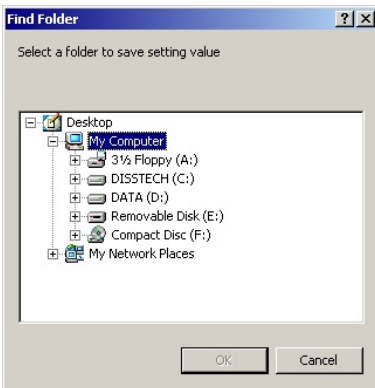 Find Folder
Select a folder to save setting value
Desktop
My Computer
3½ Floppy (A:)
DISSTECH (C:)
DATA (D:)
Removable Disk (E:)
Compact Disc (F:)
My Network Places
OK
Cancel